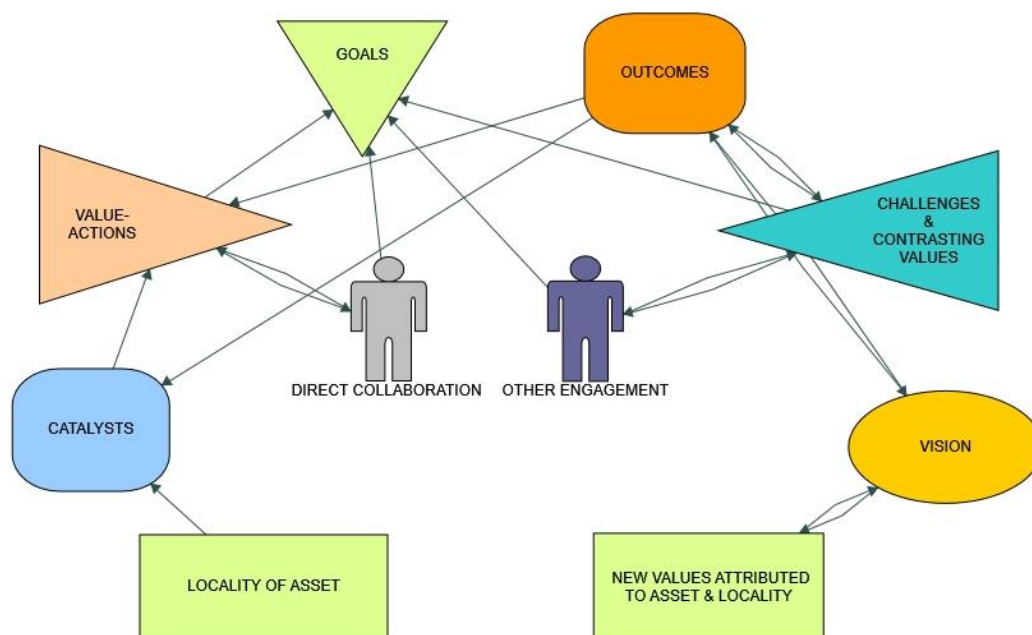 GOALS
OUTCOMES
VALUE-
ACTIONS
CHALLENGES
&
CONTRASTING
VALUES
DIRECT COLLABORATION
OTHER ENGAGEMENT
CATALYSTS
VISION
LOCALITY OF ASSET
NEW VALUES ATTRIBUTED
TO ASSET & LOCALITY